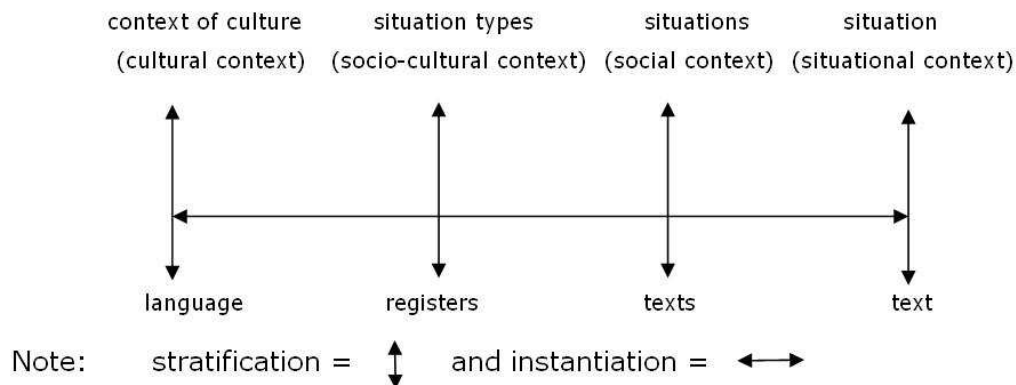 context of culture situation types situations situation
(cultural context) (socio-cultural context) (social context) (situational context)
language registers texts text
Note: stratification = and instantiation =